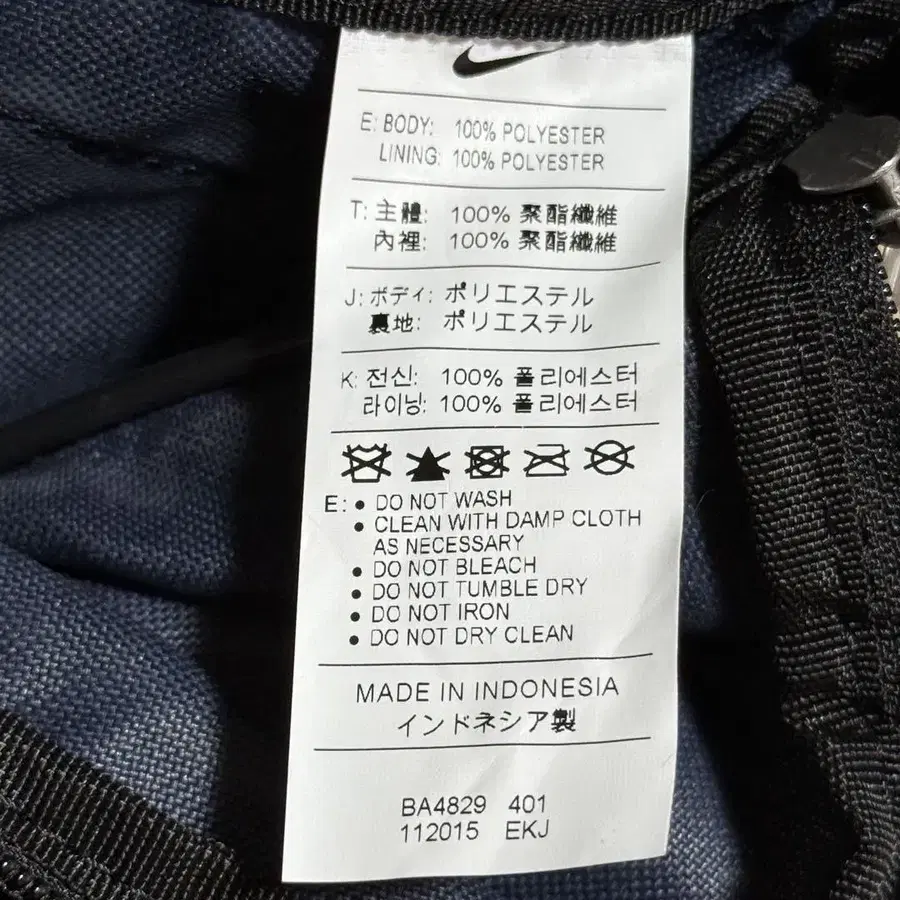 E: BODY: 100% POLYESTER
LINING: 100% POLYESTER
T: 主體: 100% 聚酯纖維
內裡: 100% 聚酯纖維
J: ボディ: ポリエステル
裏地: ポリエステル
K: 전신: 100% 폴리에스터
라이닝: 100% 폴리에스터
E: • DO NOT WASH
• CLEAN WITH DAMP CLOTH
AS NECESSARY
• DO NOT BLEACH
• DO NOT TUMBLE DRY
• DO NOT IRON
• DO NOT DRY CLEAN
MADE IN INDONESIA
インドネシア製
BA4829 401
112015 EKJ